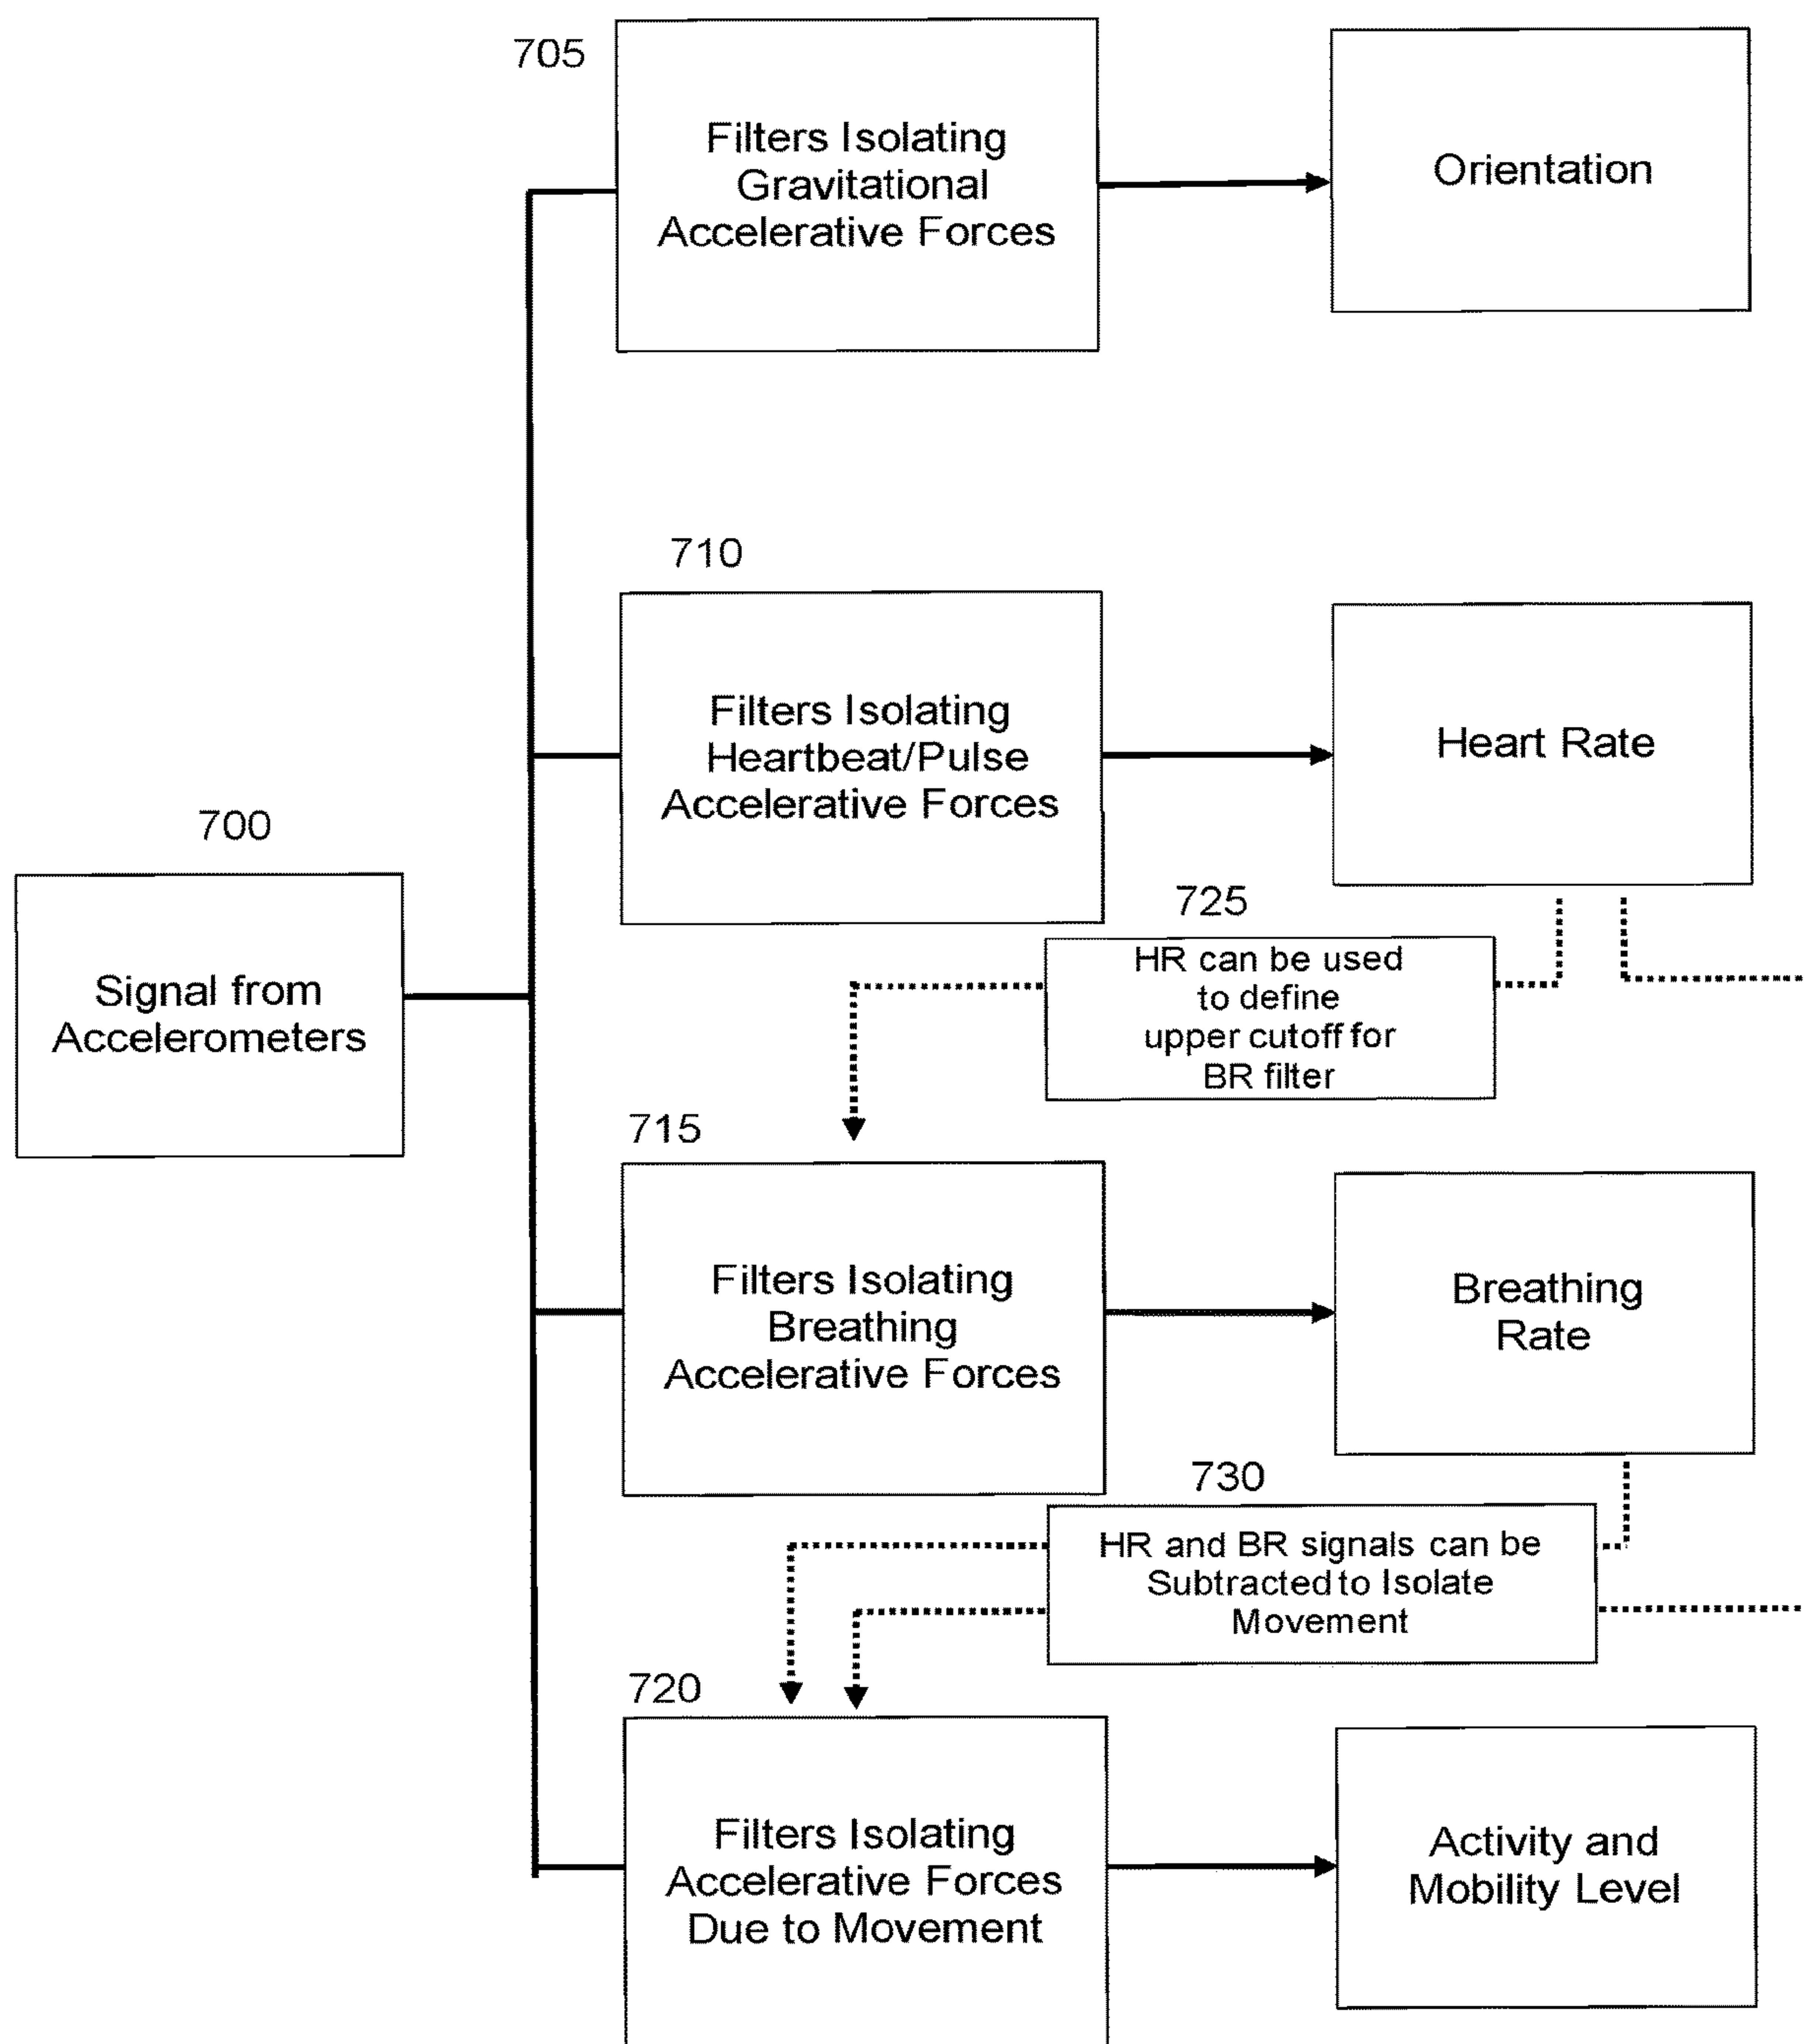 705
Filters Isolating
Gravitational
Accelerative Forces
Orientation
710
Filters Isolating
Heartbeat/Pulse
Accelerative Forces
Heart Rate
700
Signal from
Accelerometers
725
HR can be used
to define
upper cutoff for
BR filter
715
Filters Isolating
Breathing
Accelerative Forces
Breathing
Rate
730
HR and BR signals can be
Subtracted to Isolate
Movement
720
Filters Isolating
Accelerative Forces
Due to Movement
Activity and
Mobility Level